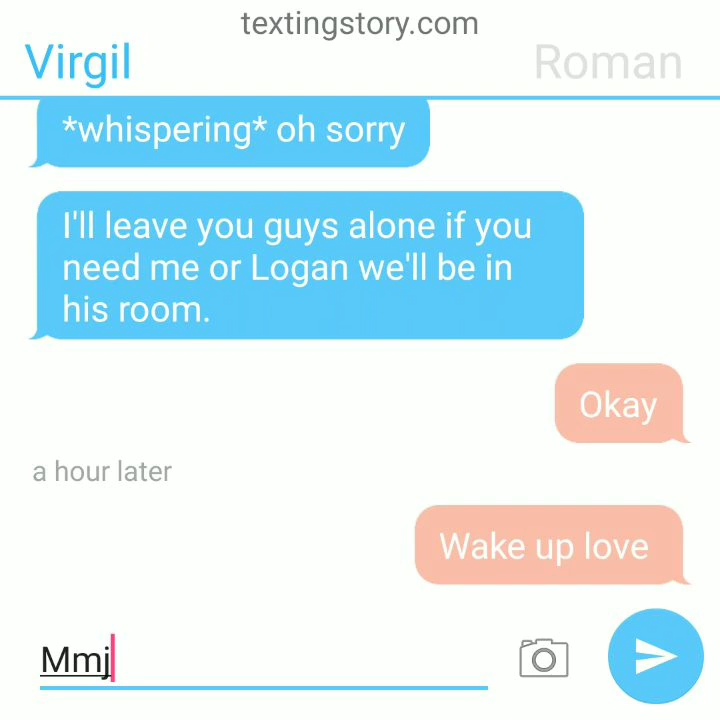 textingstory.com
Virgil
Roman
*whispering* oh sorry
I'll leave you guys alone if you
need me or Logan we'll be in
his room.
Okay
a hour later
Wake up love
Mmj